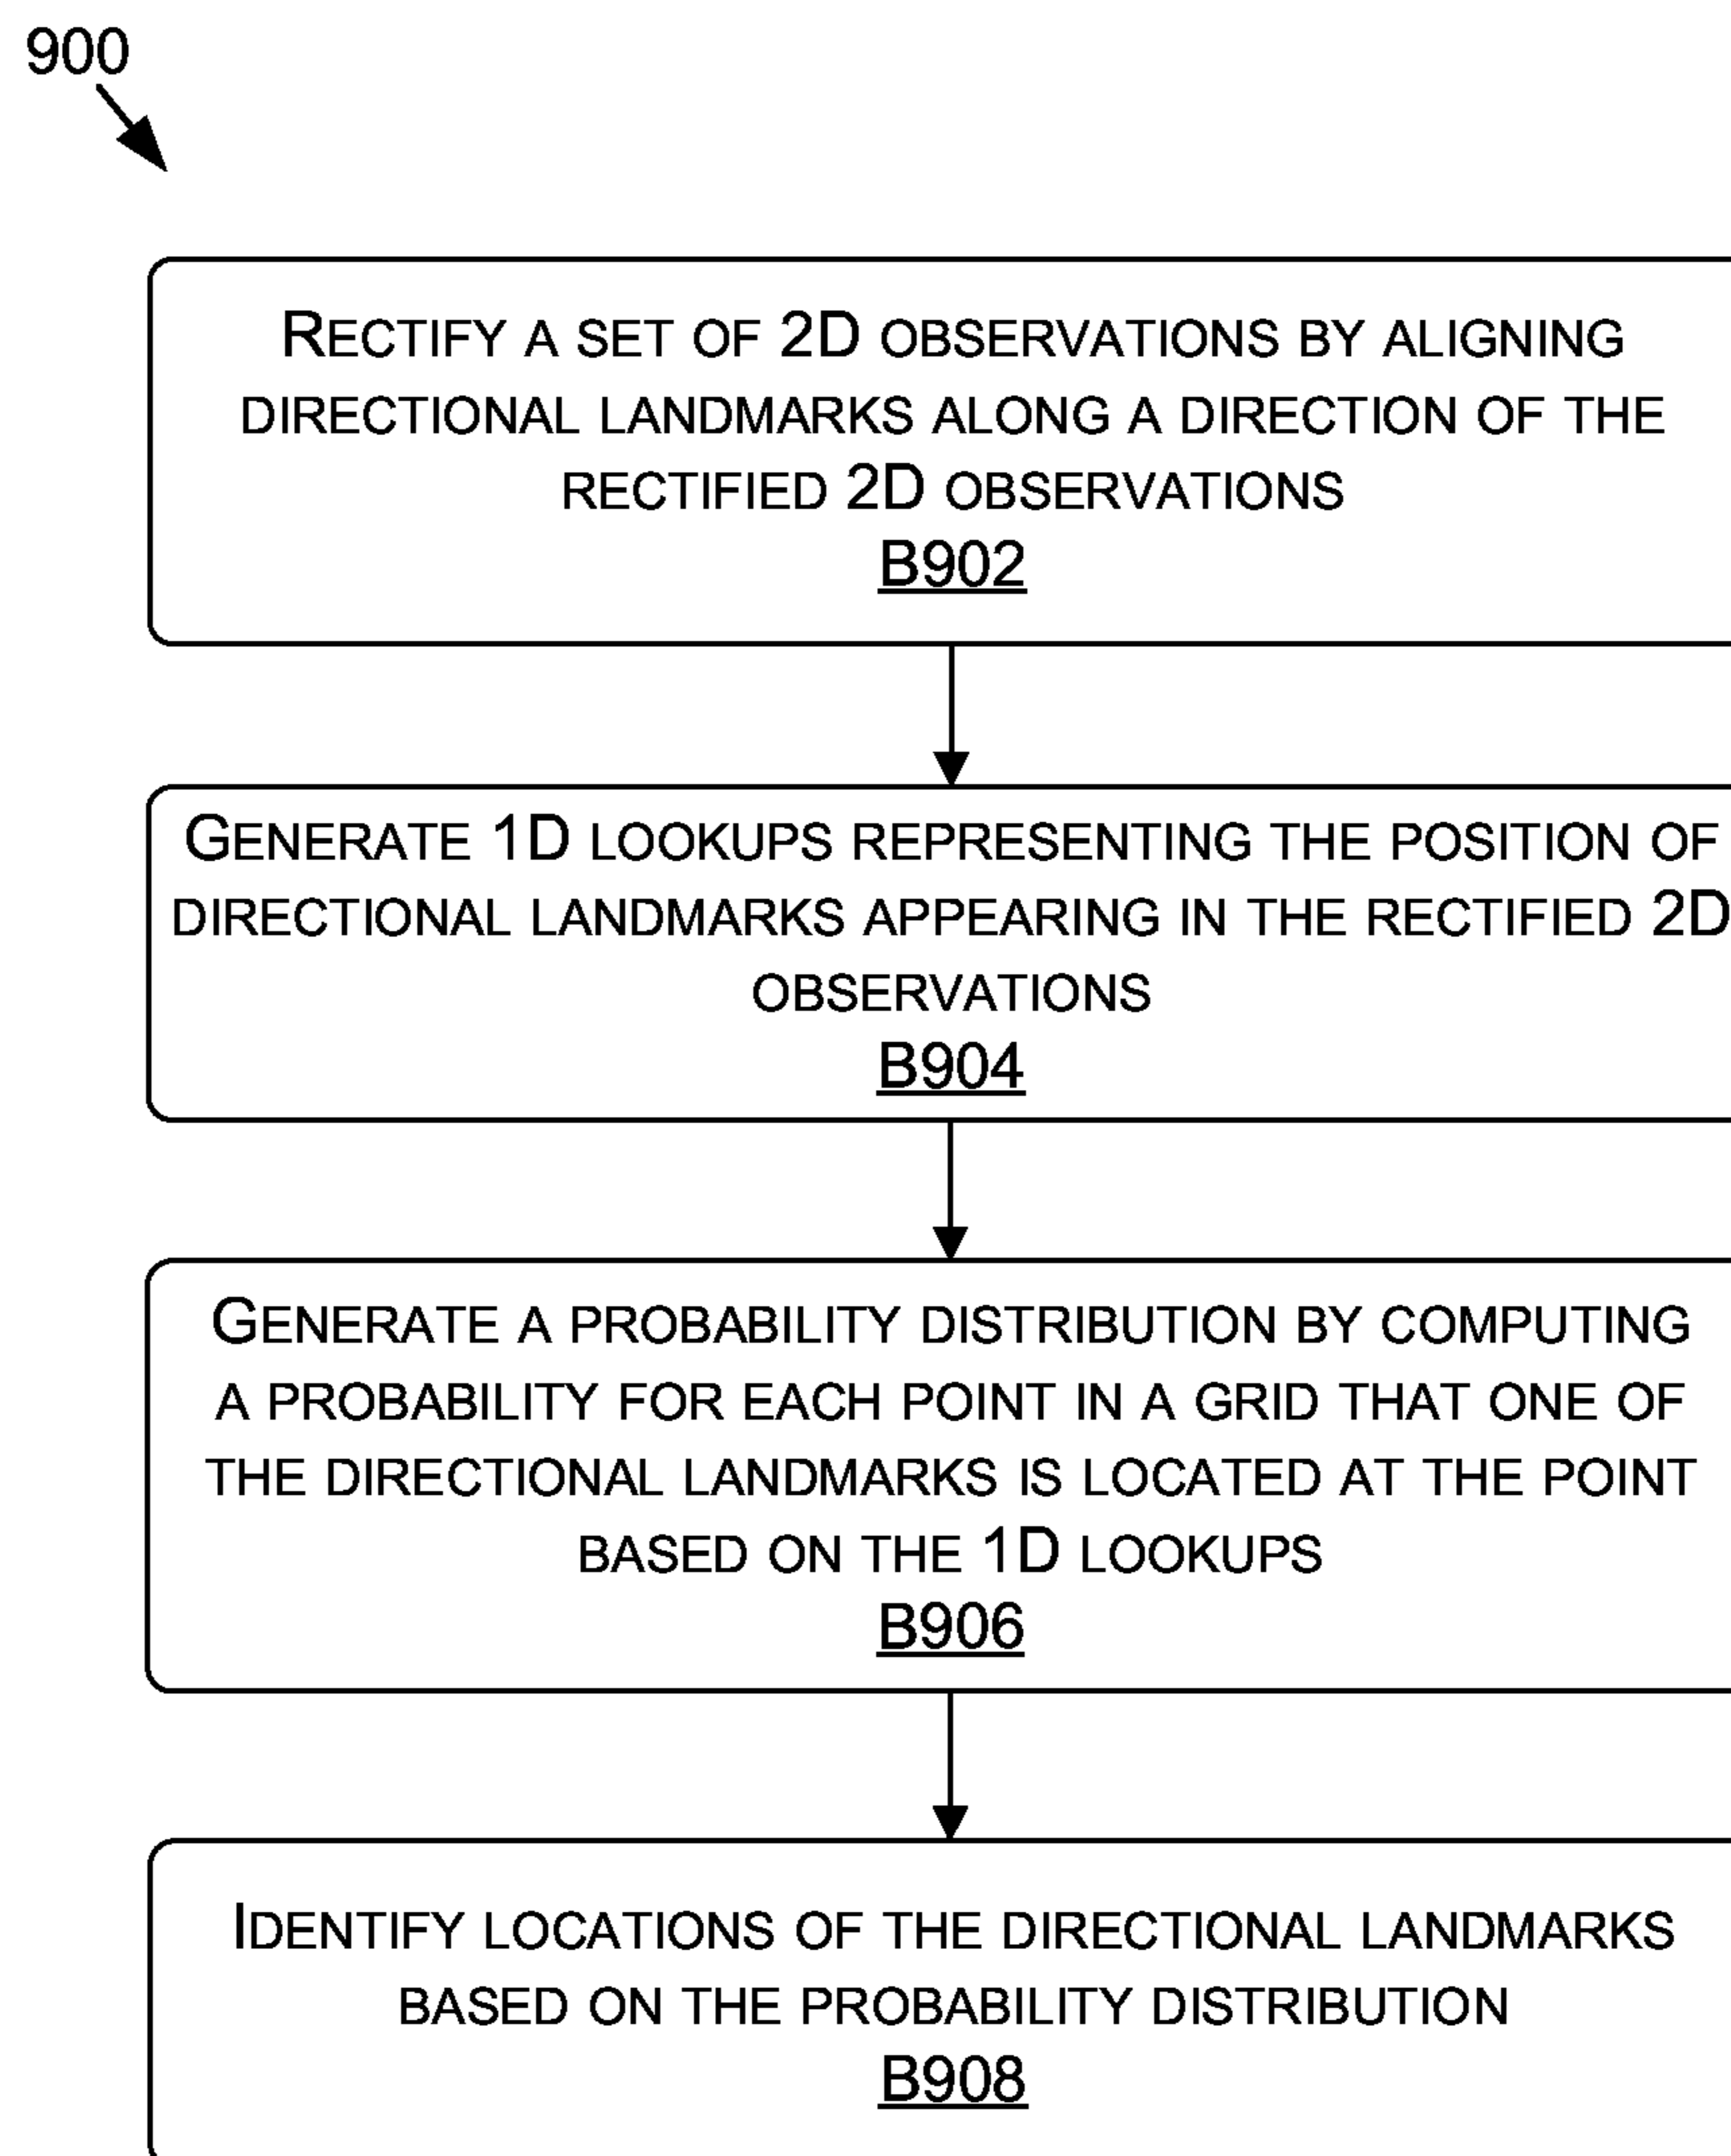 900
RECTIFY A SET OF 2D OBSERVATIONS BY ALIGNING
DIRECTIONAL LANDMARKS ALONG A DIRECTION OF THE
RECTIFIED 2D OBSERVATIONS
B902
GENERATE 1D LOOKUPS REPRESENTING THE POSITION OF
DIRECTIONAL LANDMARKS APPEARING IN THE RECTIFIED 2D
OBSERVATIONS
B904
GENERATE A PROBABILITY DISTRIBUTION BY COMPUTING
A PROBABILITY FOR EACH POINT IN A GRID THAT ONE OF
THE DIRECTIONAL LANDMARKS IS LOCATED AT THE POINT
BASED ON THE 1D LOOKUPS
B906
IDENTIFY LOCATIONS OF THE DIRECTIONAL LANDMARKS
BASED ON THE PROBABILITY DISTRIBUTION
B908